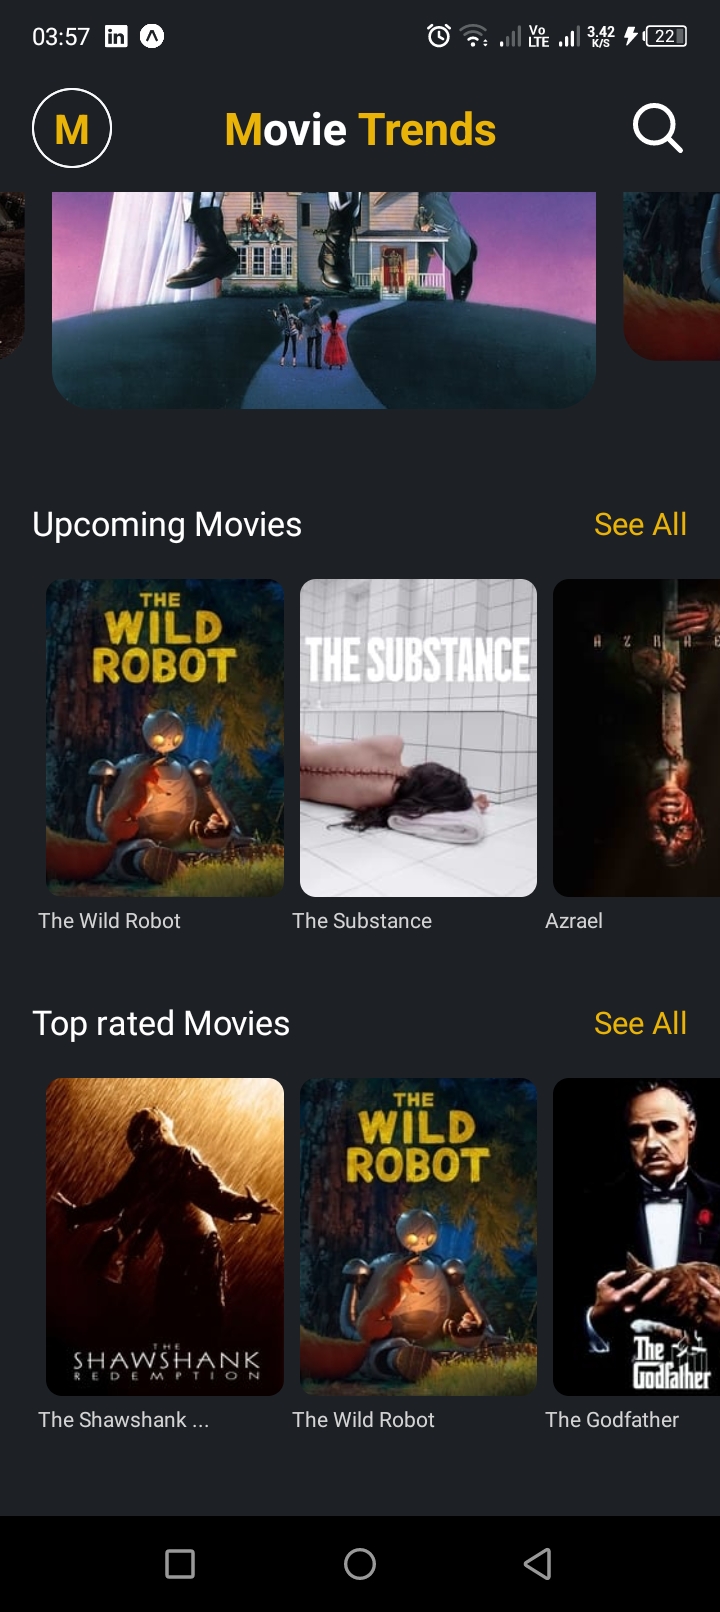 03:57 in Vo LTE 3.42 K/S 22
M Movie Trends
Upcoming Movies See All
THE
WILD
ROBOT
THE SUBSTANCE
A Z R A E
The Wild Robot The Substance Azrael
Top rated Movies See All
THE
SHAWSHANK
REDEMPTION
THE
WILD
ROBOT
The
Godfather
The Shawshank ... The Wild Robot The Godfather